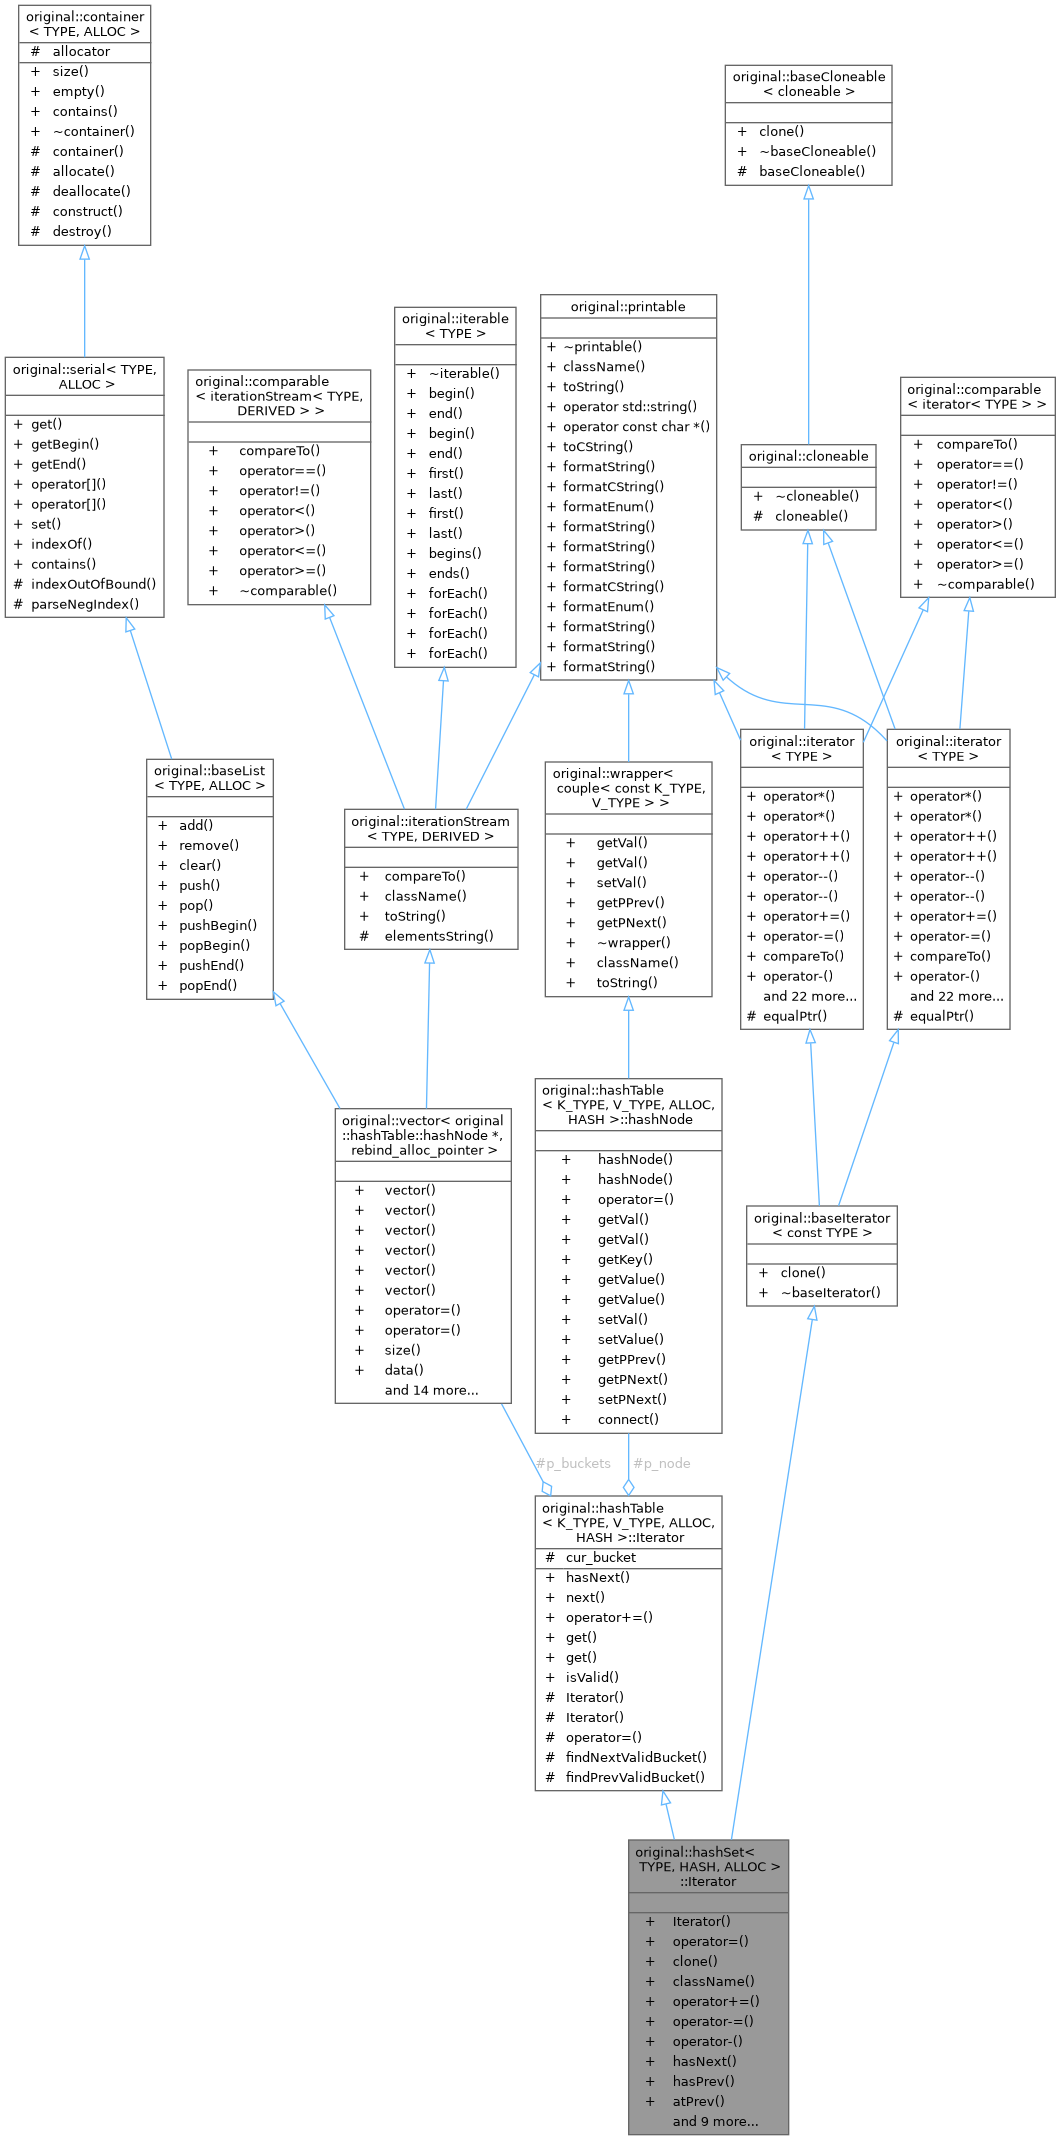 original::container
< TYPE, ALLOC >
# allocator
+ size()
+ empty()
+ contains()
+ ~container()
# container()
# allocate()
# deallocate()
# construct()
# destroy()
original::baseCloneable
< cloneable >
+ clone()
+ ~baseCloneable()
# baseCloneable()
original::serial< TYPE,
ALLOC >
+ get()
+ getBegin()
+ getEnd()
+ operator[]()
+ operator[]()
+ set()
+ indexOf()
+ contains()
# indexOutOfBound()
# parseNegIndex()
original::comparable
< iterationStream< TYPE,
DERIVED > >
+ compareTo()
+ operator==()
+ operator!=()
+ operator<()
+ operator>()
+ operator<=()
+ operator>=()
+ ~comparable()
original::iterable
< TYPE >
+ ~iterable()
+ begin()
+ end()
+ begin()
+ end()
+ first()
+ last()
+ first()
+ last()
+ begins()
+ ends()
+ forEach()
+ forEach()
+ forEach()
+ forEach()
original::printable
+ ~printable()
+ className()
+ toString()
+ operator std::string()
+ operator const char *()
+ toCString()
+ formatString()
+ formatCString()
+ formatEnum()
+ formatString()
+ formatString()
+ formatString()
+ formatCString()
+ formatEnum()
+ formatString()
+ formatString()
+ formatString()
original::cloneable
+ ~cloneable()
# cloneable()
original::comparable
< iterator< TYPE > >
+ compareTo()
+ operator==()
+ operator!=()
+ operator<()
+ operator>()
+ operator<=()
+ operator>=()
+ ~comparable()
original::baseList
< TYPE, ALLOC >
+ add()
+ remove()
+ clear()
+ push()
+ pop()
+ pushBegin()
+ popBegin()
+ pushEnd()
+ popEnd()
original::iterationStream
< TYPE, DERIVED >
+ compareTo()
+ className()
+ toString()
# elementsString()
original::wrapper<
couple< const K_TYPE,
V_TYPE > >
+ getVal()
+ getVal()
+ setVal()
+ getPPrev()
+ getPNext()
+ ~wrapper()
+ className()
+ toString()
original::iterator
< TYPE >
+ operator*()
+ operator*()
+ operator++()
+ operator++()
+ operator--()
+ operator--()
+ operator+=()
+ operator-=()
+ compareTo()
+ operator-()
and 22 more...
# equalPtr()
original::iterator
< TYPE >
+ operator*()
+ operator*()
+ operator++()
+ operator++()
+ operator--()
+ operator--()
+ operator+=()
+ operator-=()
+ compareTo()
+ operator-()
and 22 more...
# equalPtr()
original::vector< original
::hashTable::hashNode *,
rebind_alloc_pointer >
+ vector()
+ vector()
+ vector()
+ vector()
+ vector()
+ vector()
+ operator=()
+ operator=()
+ size()
+ data()
and 14 more...
original::hashTable
< K_TYPE, V_TYPE, ALLOC,
HASH >::hashNode
+ hashNode()
+ hashNode()
+ operator=()
+ getVal()
+ getVal()
+ getKey()
+ getValue()
+ getValue()
+ setVal()
+ setValue()
+ getPPrev()
+ getPNext()
+ setPNext()
+ connect()
original::baseIterator
< const TYPE >
+ clone()
+ ~baseIterator()
#p_buckets
#p_node
original::hashTable
< K_TYPE, V_TYPE, ALLOC,
HASH >::Iterator
# cur_bucket
+ hasNext()
+ next()
+ operator+=()
+ get()
+ get()
+ isValid()
# Iterator()
# Iterator()
# operator=()
# findNextValidBucket()
# findPrevValidBucket()
original::hashSet<
TYPE, HASH, ALLOC >
::Iterator
+ Iterator()
+ operator=()
+ clone()
+ className()
+ operator+=()
+ operator-=()
+ operator-()
+ hasNext()
+ hasPrev()
+ atPrev()
and 9 more...